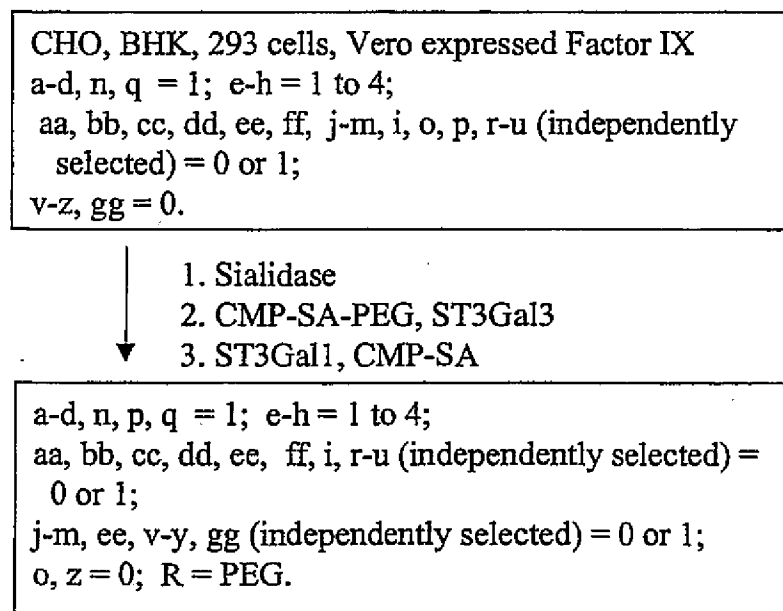 CHO, BHK, 293 cells, Vero expressed Factor IX
a-d, n, q = 1; e-h = 1 to 4;
aa, bb, cc, dd, ee, ff, j-m, i, o, p, r-u (independently
selected) = 0 or 1;
v-z, gg = 0.
1. Sialidase
2. CMP-SA-PEG, ST3Gal3
3. ST3Gal1, CMP-SA
a-d, n, p, q = 1; e-h = 1 to 4;
aa, bb, cc, dd, ee, ff, i, r-u (independently selected) =
0 or 1;
j-m, ee, v-y, gg (independently selected) = 0 or 1;
o, z = 0; R = PEG.